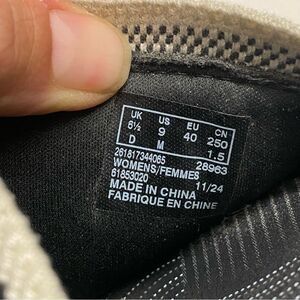 UK US EU CN
6½ 9 40 250
D M 1.5
261817344065 28963
WOMENS/FEMMES
61853020 11/24
MADE IN CHINA
FABRIQUE EN CHINE